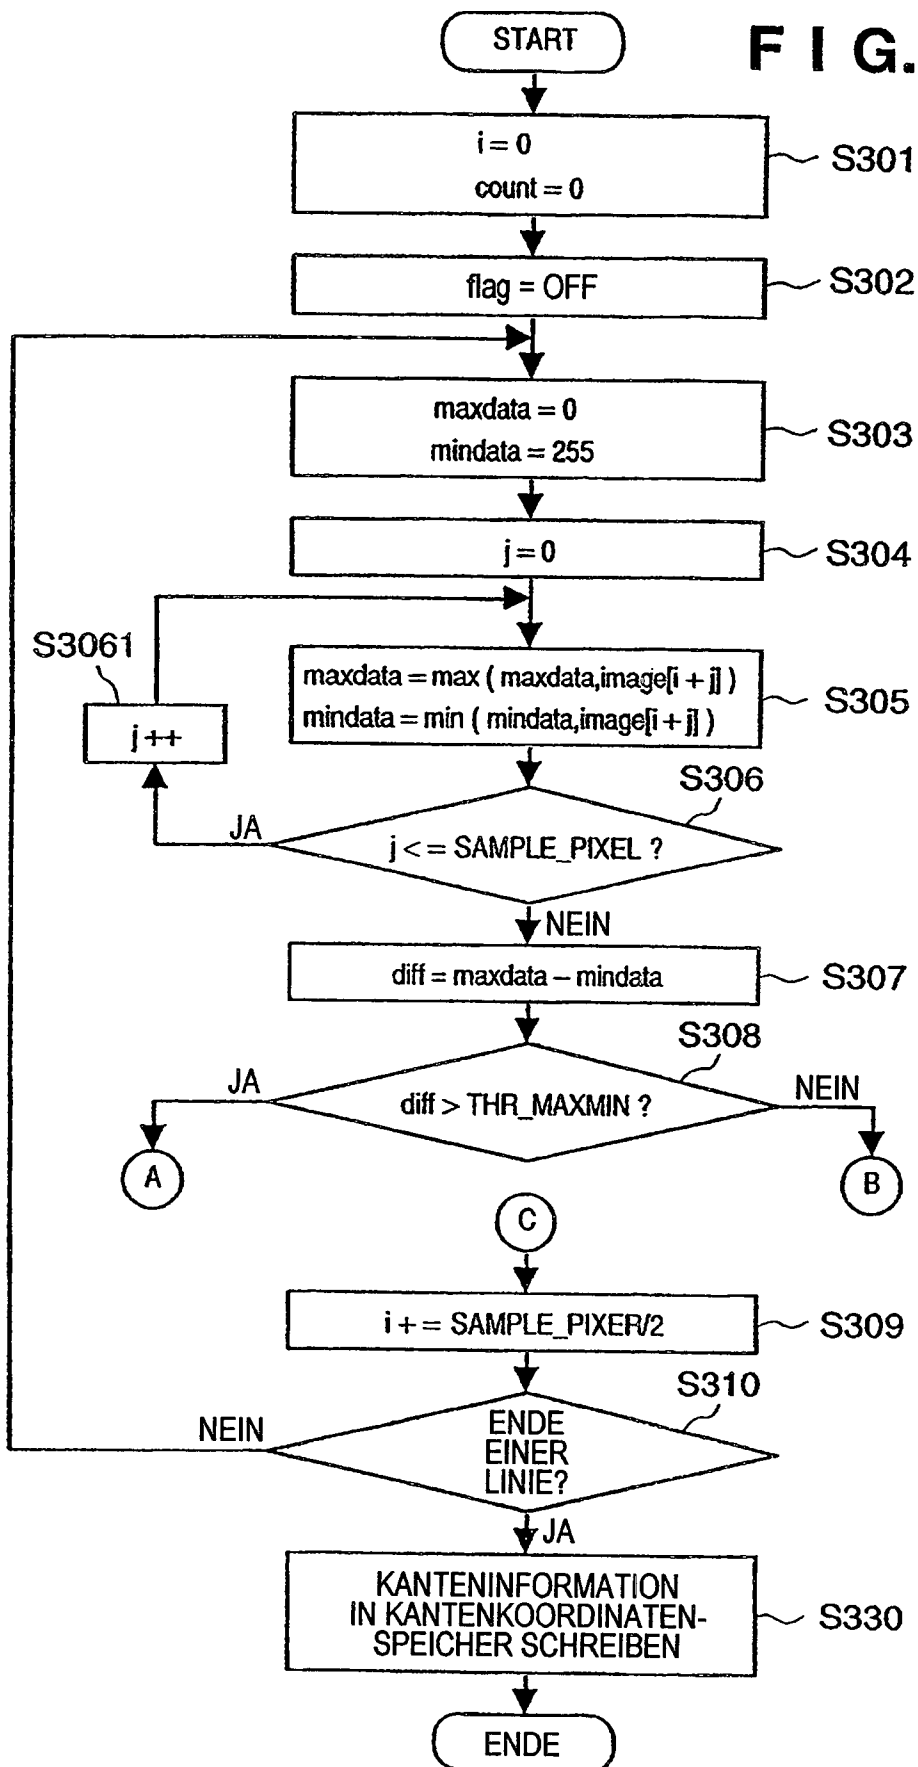 START
F I G.
i = 0
count = 0
S301
flag = OFF
S302
maxdata = 0
mindata = 255
S303
j = 0
S304
S3061
j ++
maxdata = max ( maxdata,image[i + j] )
mindata = min ( mindata,image[i + j] )
S305
S306
JA
j < = SAMPLE_PIXEL ?
NEIN
diff = maxdata – mindata
S307
S308
JA
diff > THR_MAXMIN ?
NEIN
A
B
C
i + = SAMPLE_PIXER/2
S309
S310
NEIN
ENDE
EINER
LINIE?
JA
KANTENINFORMATION
IN KANTENKOORDINATEN-
SPEICHER SCHREIBEN
S330
ENDE